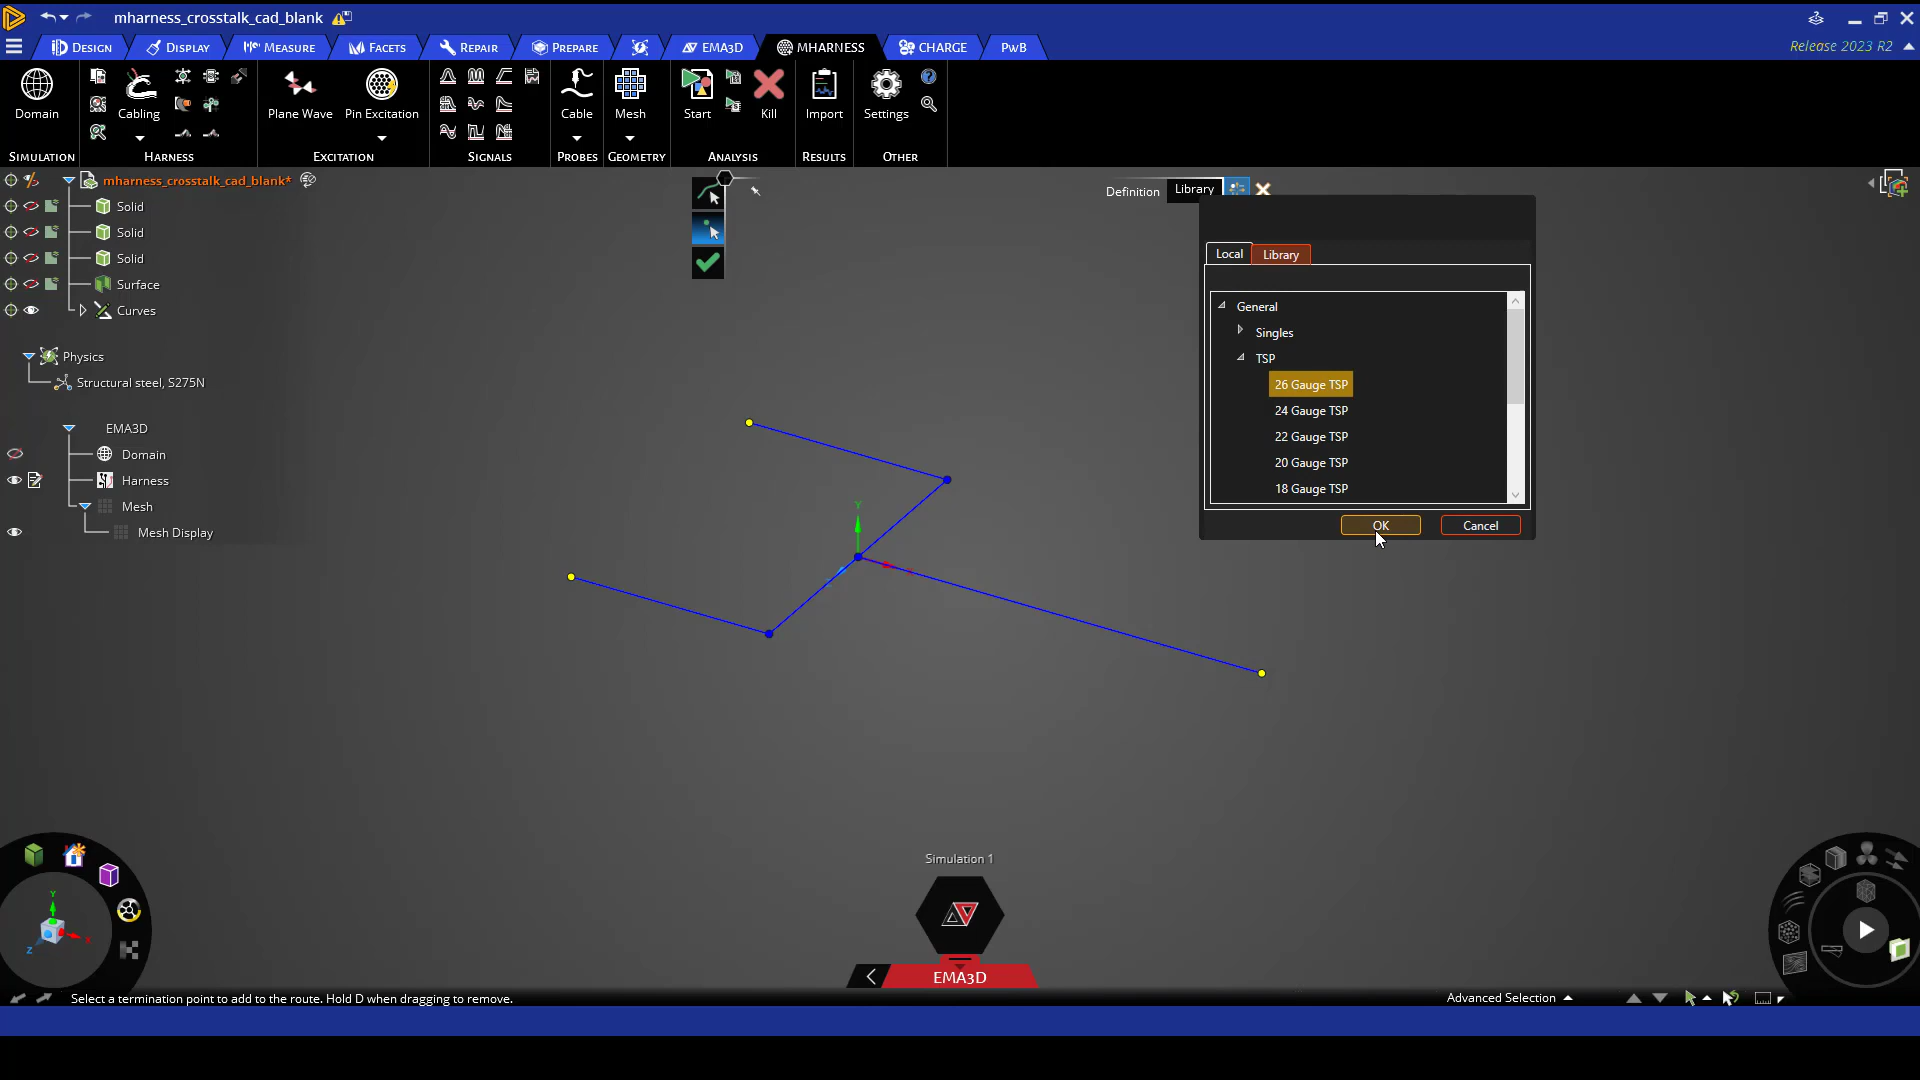 mharness_crosstalk_cad_blank
DESIGN
DISPLAY
MEASURE
FACETS
REPAIR
PREPARE
EMA3D
MHARNESS
CHARGE
PWB
Release 2023 R2
Domain
Cabling
Plane Wave
Pin Excitation
Cable
Mesh
Start
Kill
Import
Settings
SIMULATION
HARNESS
EXCITATION
SIGNALS
PROBES
GEOMETRY
ANALYSIS
RESULTS
OTHER
mharness_crosstalk_cad_blank*
Solid
Solid
Solid
Surface
Curves
Physics
Structural steel, S275N
EMA3D
Domain
Harness
Mesh
Mesh Display
Definition
Library
Local
Library
General
Singles
TSP
26 Gauge TSP
24 Gauge TSP
22 Gauge TSP
20 Gauge TSP
18 Gauge TSP
OK
Cancel
Y
X
Simulation 1
EMA3D
Y
X
Z
Select a termination point to add to the route. Hold D when dragging to remove.
Advanced Selection